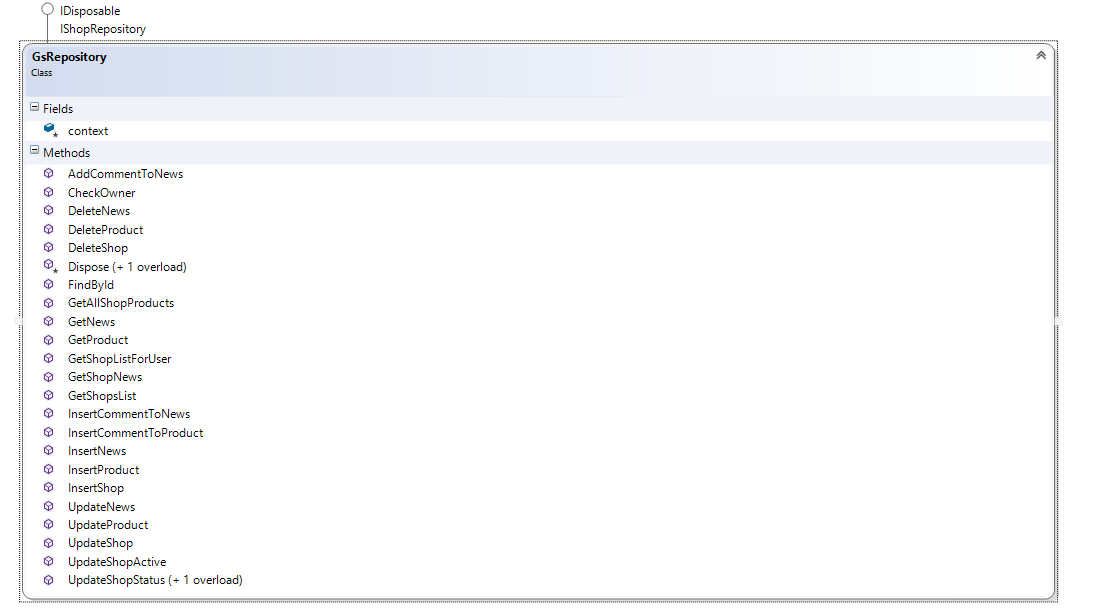 IDisposable
IShopRepository
GsRepository
Class
Fields
context
Methods
AddCommentToNews
CheckOwner
DeleteNews
DeleteProduct
DeleteShop
Dispose (+ 1 overload)
FindById
GetAllShopProducts
GetNews
GetProduct
GetShopListForUser
GetShopNews
GetShopsList
InsertCommentToNews
InsertCommentToProduct
InsertNews
InsertProduct
InsertShop
UpdateNews
UpdateProduct
UpdateShop
UpdateShopActive
UpdateShopStatus (+ 1 overload)